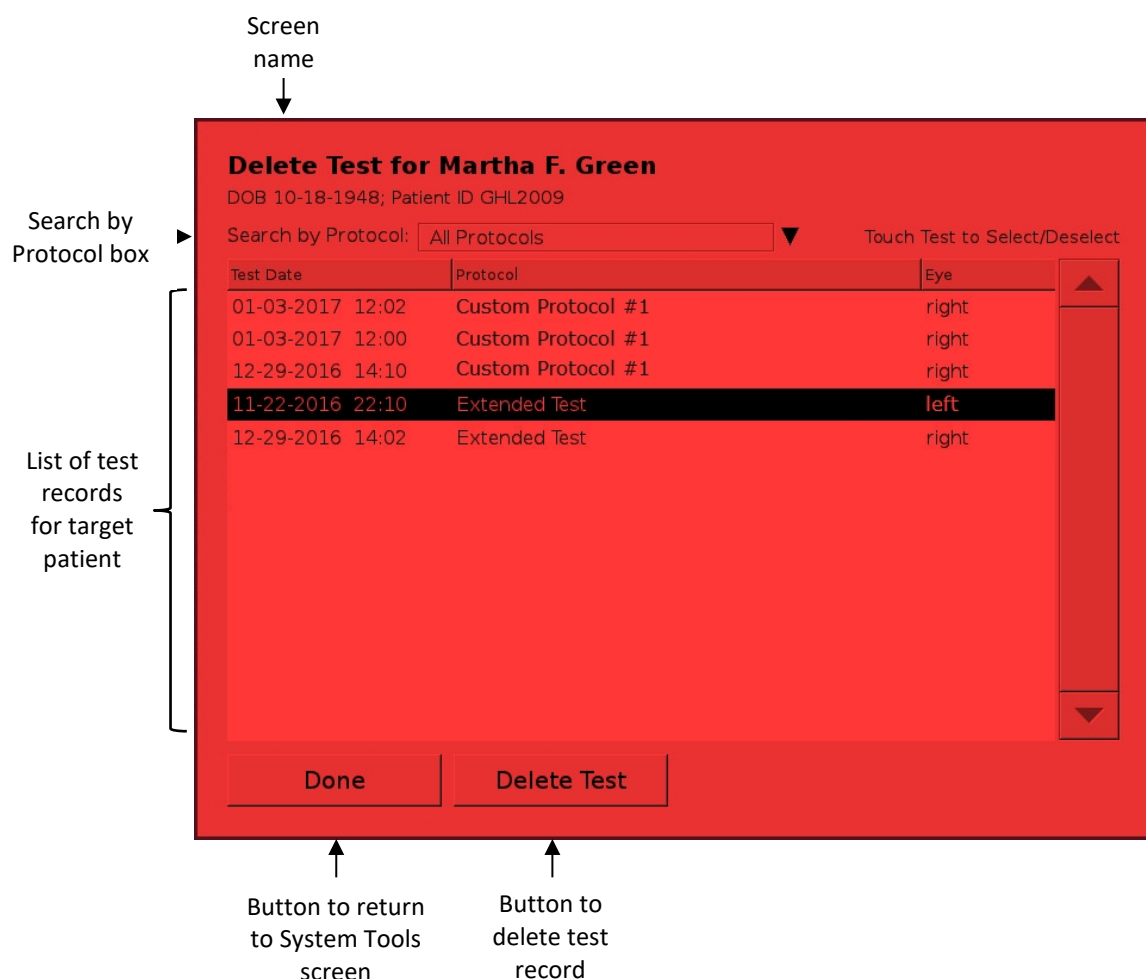 Screen
name
Delete Test for Martha F. Green
DOB 10-18-1948; Patient ID GHL2009
Search by
Protocol box
Search by Protocol: All Protocols Touch Test to Select/Deselect
Test Date Protocol Eye
01-03-2017 12:02 Custom Protocol #1 right
01-03-2017 12:00 Custom Protocol #1 right
12-29-2016 14:10 Custom Protocol #1 right
11-22-2016 22:10 Extended Test left
12-29-2016 14:02 Extended Test right
List of test
records
for target
patient
Done Delete Test
Button to return
to System Tools
screen
Button to
delete test
record